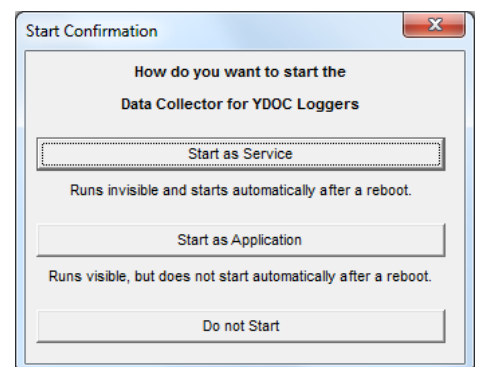 Start Confirmation
How do you want to start the
Data Collector for YDOC Loggers
Start as Service
Runs invisible and starts automatically after a reboot.
Start as Application
Runs visible, but does not start automatically after a reboot.
Do not Start